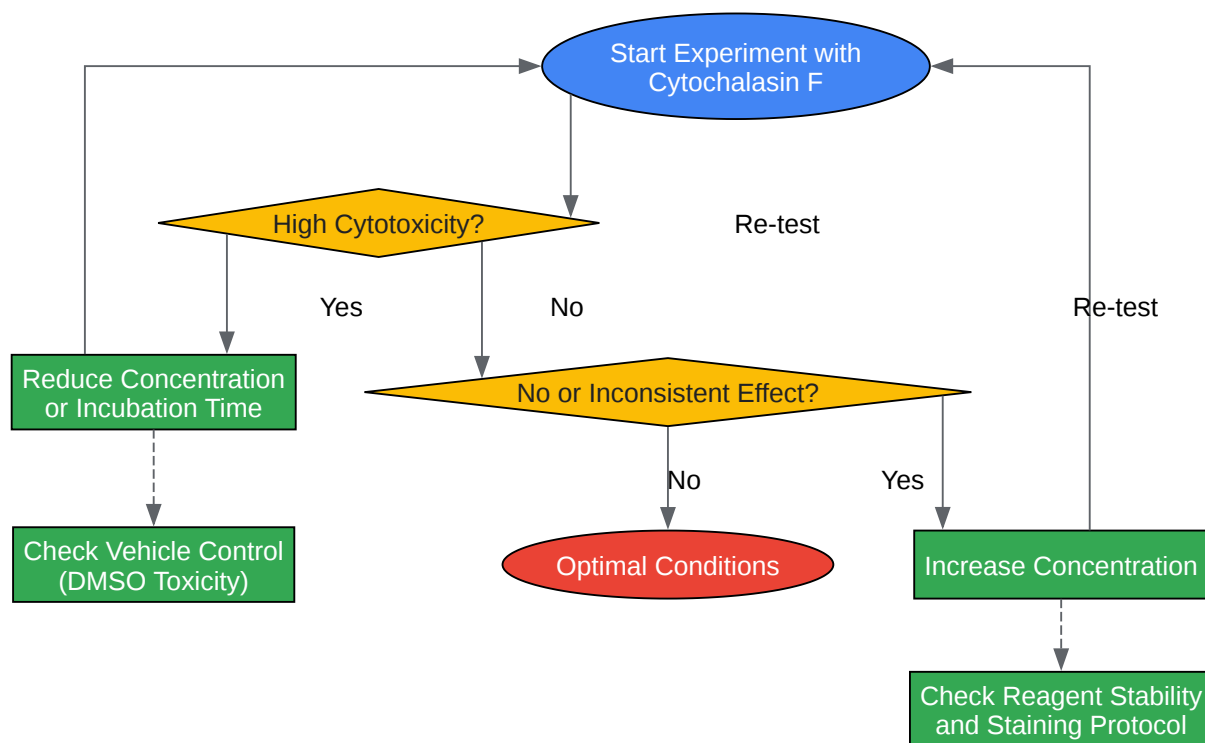 Start Experiment with
Cytochalasin F
High Cytotoxicity?
Re-test
Yes
No
Re-test
Reduce Concentration
or Incubation Time
No or Inconsistent Effect?
No
Yes
Check Vehicle Control
(DMSO Toxicity)
Optimal Conditions
Increase Concentration
Check Reagent Stability
and Staining Protocol